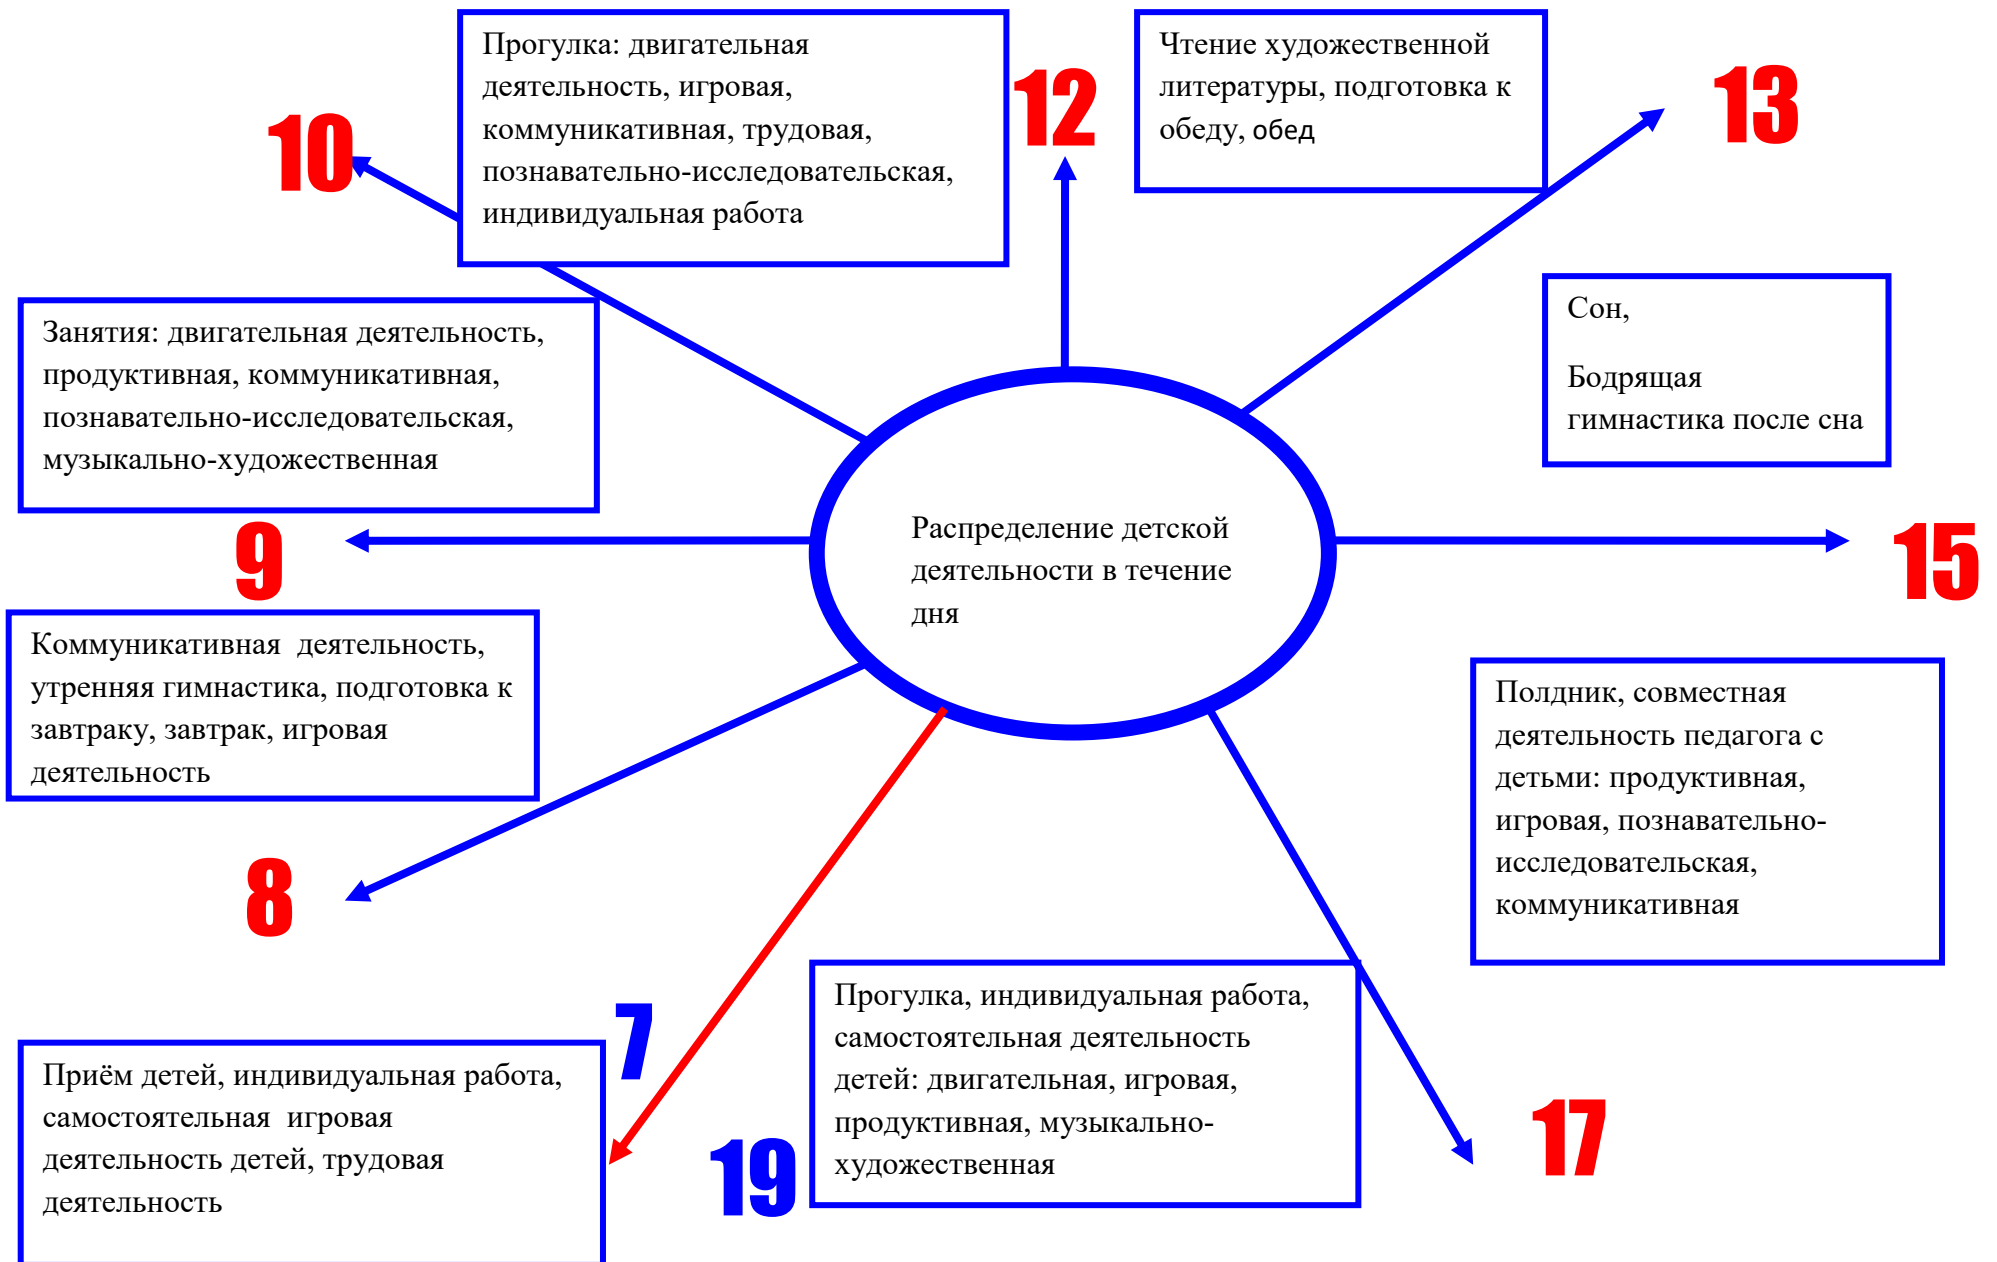 Прогулка: двигательная
деятельность, игровая,
коммуникативная, трудовая,
познавательно-исследовательская,
индивидуальная работа
12
Чтение художественной
литературы, подготовка к
обеду, обед
13
10
Занятия: двигательная деятельность,
продуктивная, коммуникативная,
познавательно-исследовательская,
музыкально-художественная
Сон,
Бодрящая
гимнастика после сна
9
Распределение детской
деятельности в течение
дня
15
Коммуникативная  деятельность,
утренняя гимнастика, подготовка к
завтраку, завтрак, игровая
деятельность
Полдник, совместная
деятельность педагога с
детьми: продуктивная,
игровая, познавательно-
исследовательская,
коммуникативная
8
7
Приём детей, индивидуальная работа,
самостоятельная  игровая
деятельность детей, трудовая
деятельность
19
Прогулка, индивидуальная работа,
самостоятельная деятельность
детей: двигательная, игровая,
продуктивная, музыкально-
художественная
17